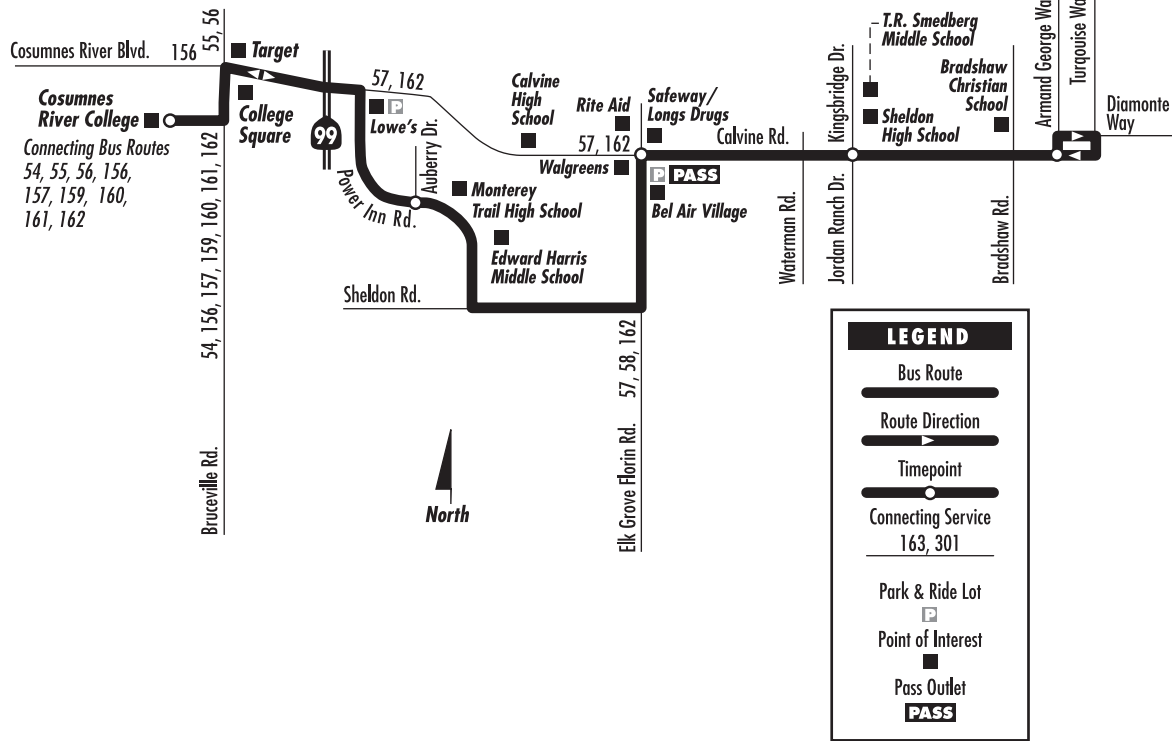 55, 56
Cosumnes River Blvd.
156
Target
Cosumnes
River College
Connecting Bus Routes
54, 55, 56, 156,
157, 159, 160,
161, 162
College
Square
99
57, 162
P
Lowe's
Calvine
High
School
Rite Aid
57, 162
Walgreens
Safeway/
Longs Drugs
P
PASS
Bel Air Village
Calvine Rd.
T.R. Smedberg
Middle School
Kingsbridge Dr.
Sheldon
High School
Bradshaw
Christian
School
Armand George Wa
Turqouise Wa
Diamonte
Way
Power Inn Rd.
Auberry Dr.
Monterey
Trail High School
Edward Harris
Middle School
Sheldon Rd.
54, 156, 157, 159, 160, 161, 162
Bruceville Rd.
57, 58, 162
Elk Grove Florin Rd.
Waterman Rd.
Jordan Ranch Dr.
Bradshaw Rd.
North
LEGEND
Bus Route
Route Direction
Timepoint
Connecting Service
163, 301
Park & Ride Lot
P
Point of Interest
Pass Outlet
PASS